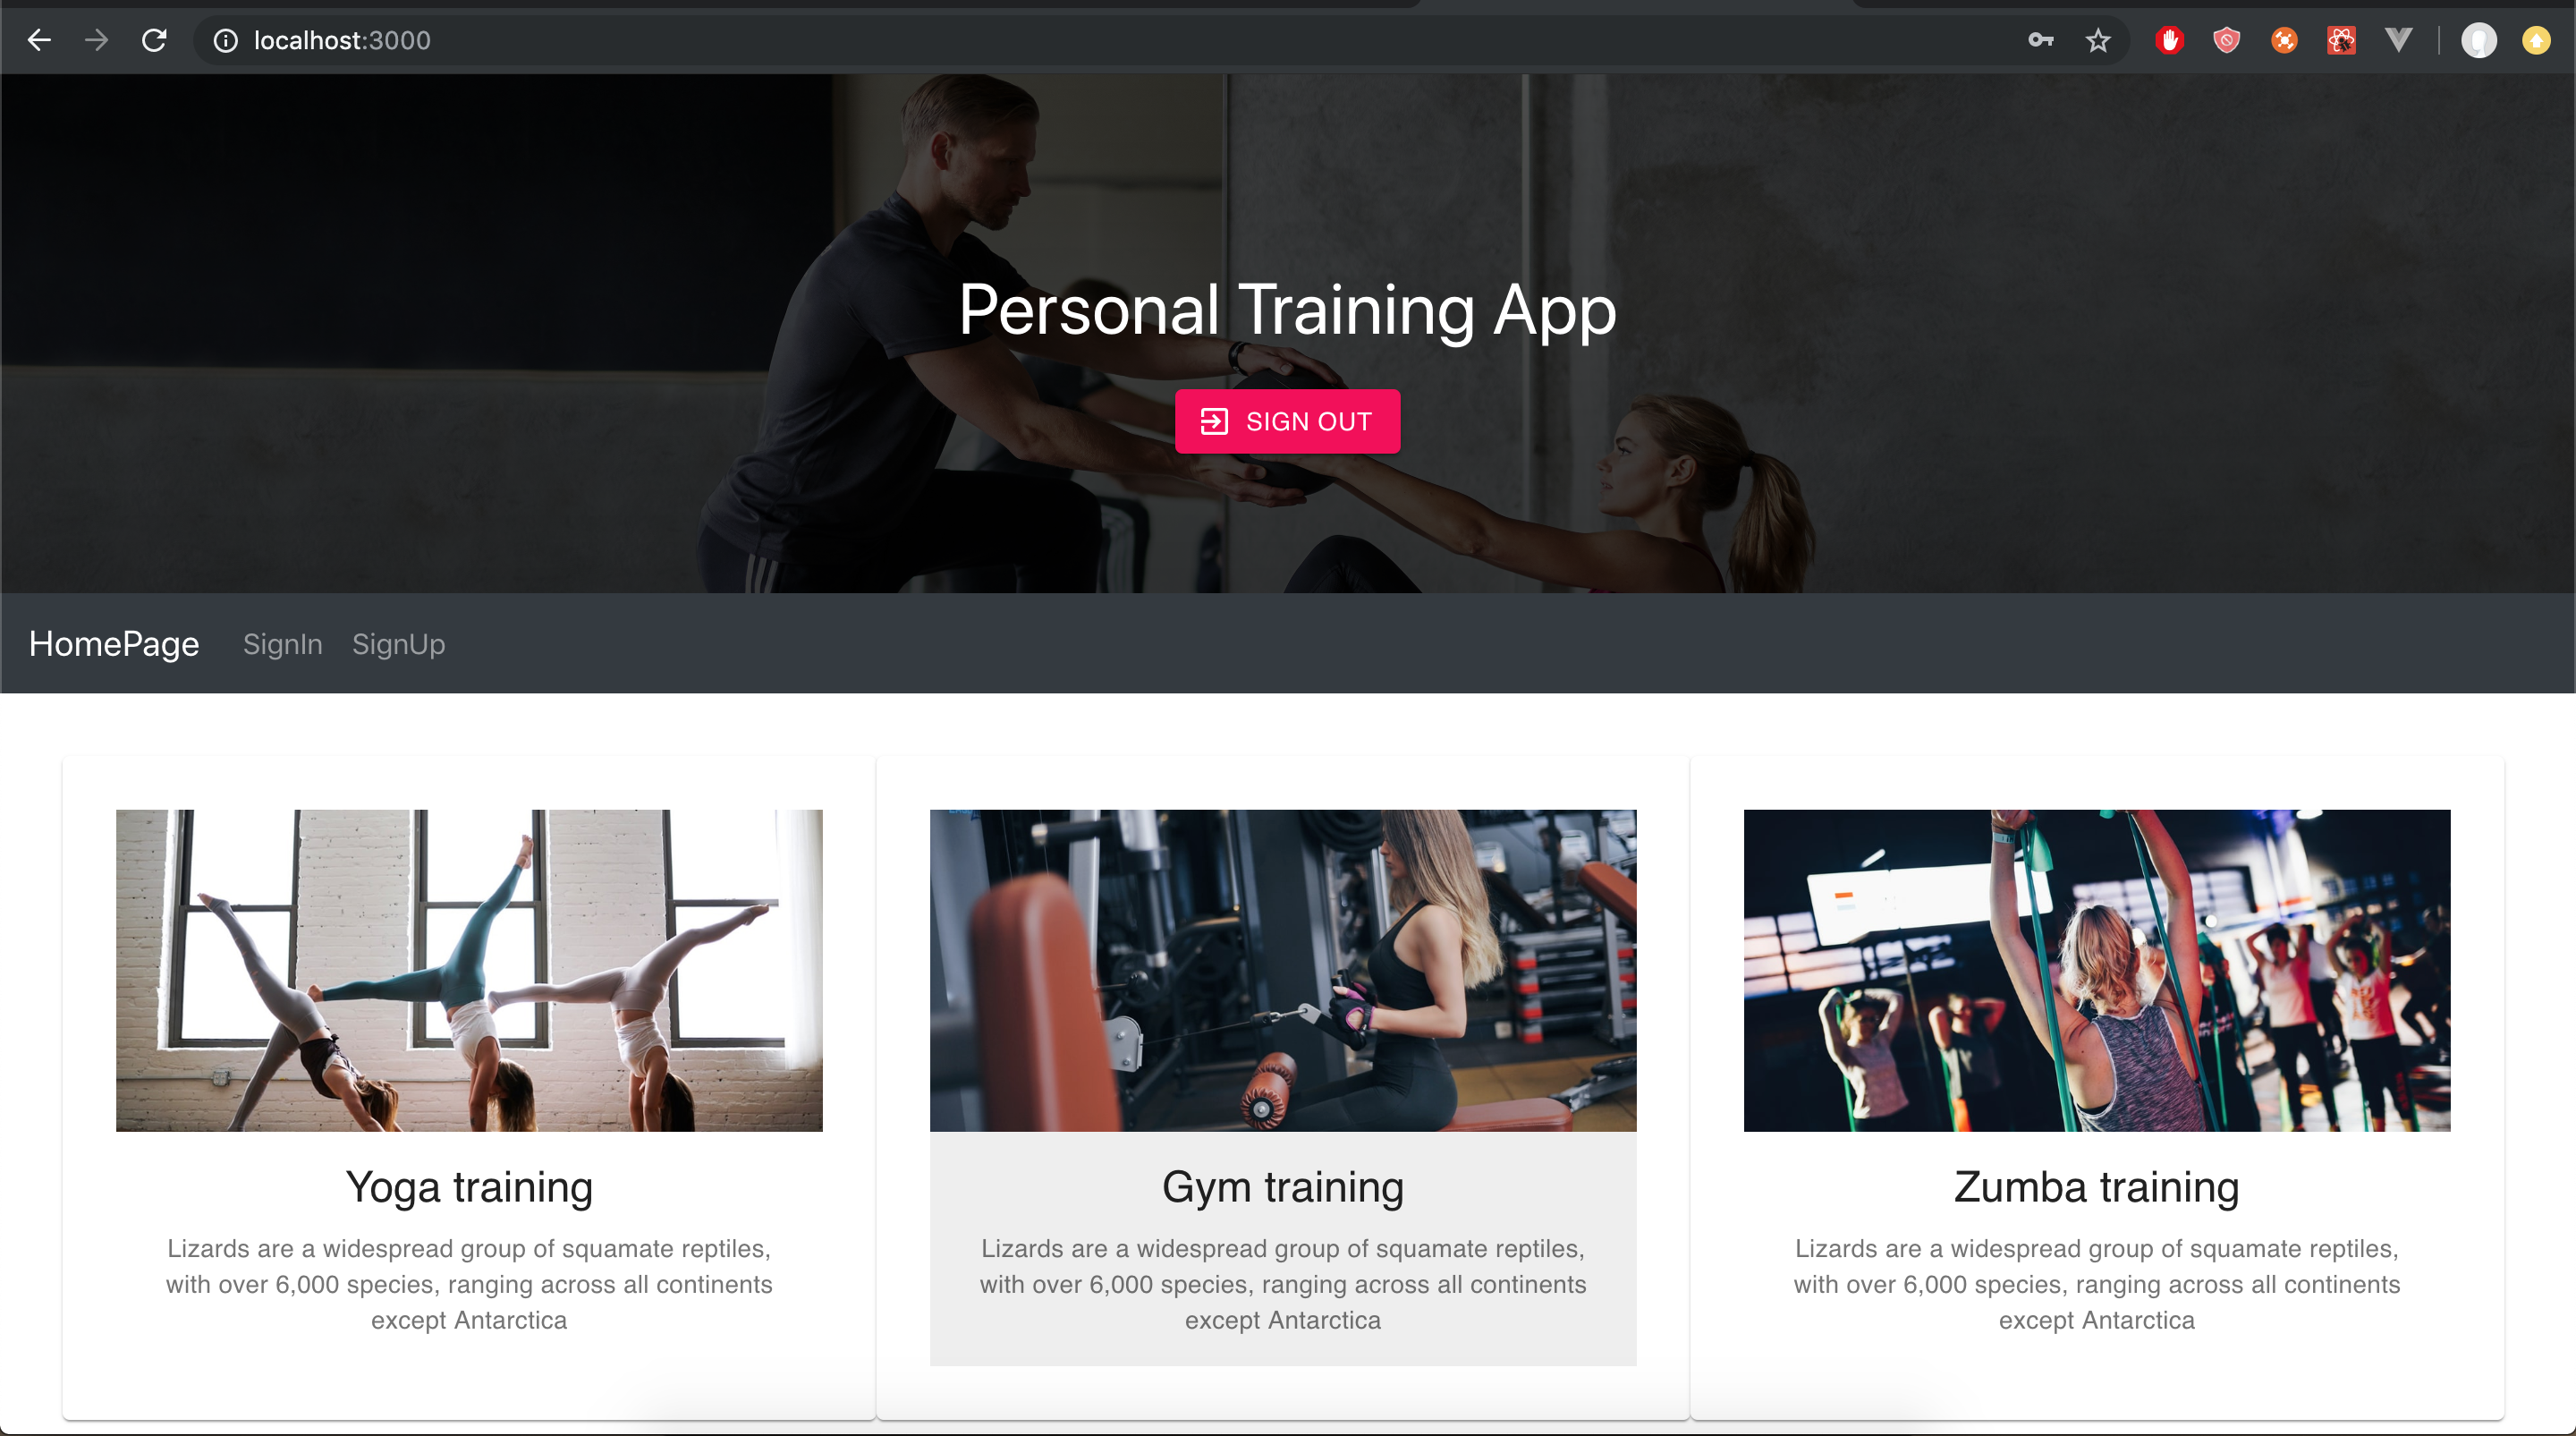 localhost:3000
Personal Training App
SIGN OUT
HomePage SignIn SignUp
Yoga training
Lizards are a widespread group of squamate reptiles,
with over 6,000 species, ranging across all continents
except Antarctica
Gym training
Lizards are a widespread group of squamate reptiles,
with over 6,000 species, ranging across all continents
except Antarctica
Zumba training
Lizards are a widespread group of squamate reptiles,
with over 6,000 species, ranging across all continents
except Antarctica